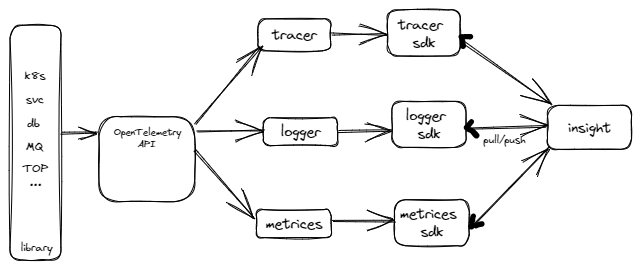 k8s
svc
db
MQ
TOP
...
library
OpenTelemetry
API
tracer
logger
metrices
tracer
sdk
logger
sdk
metrices
sdk
pull/push
insight